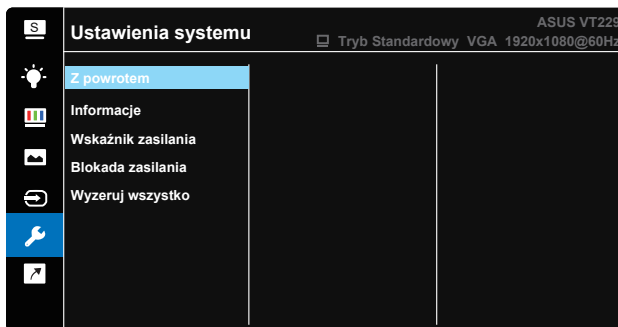 S
Ustawienia systemu
ASUS VT229
Tryb Standardowy VGA 1920x1080@60Hz
Z powrotem
Informacje
Wskaźnik zasilania
Blokada zasilania
Wyzeruj wszystko